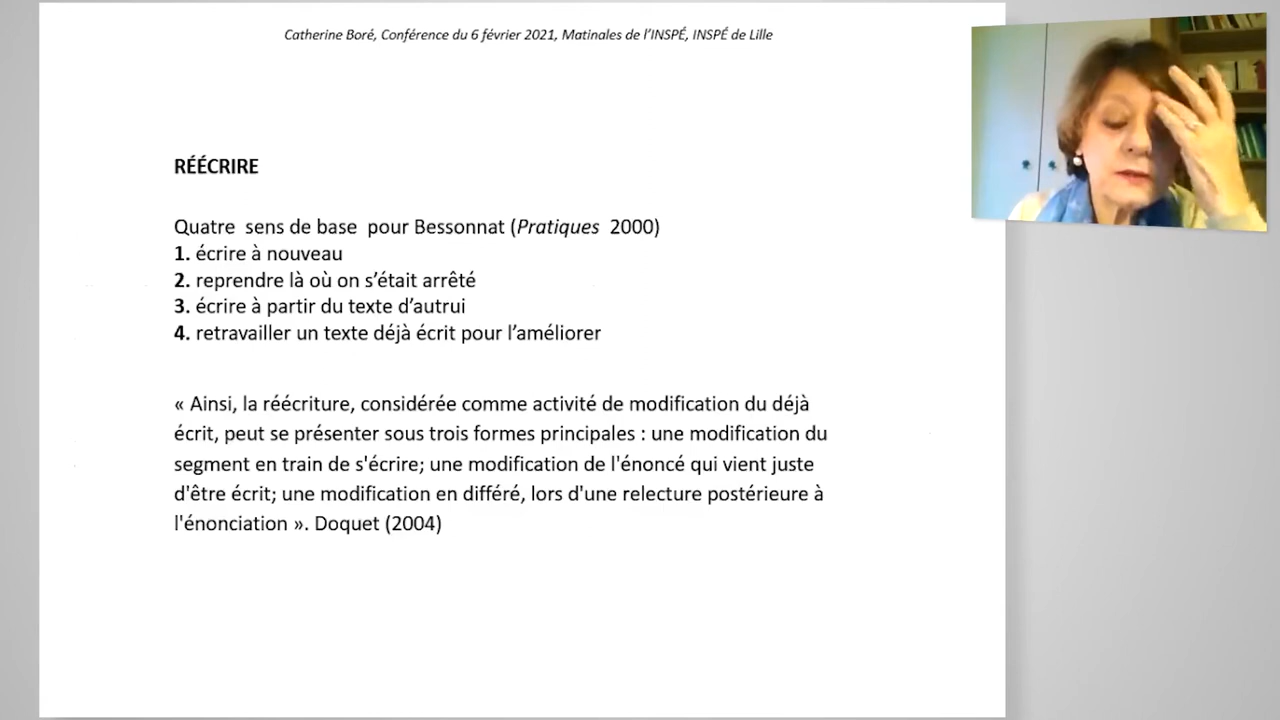 Catherine Boré, Conférence du 6 février 2021, Matinales de l'INSPÉ, INSPÉ de Lille
RÉÉCRIRE
Quatre sens de base pour Bessonnat (Pratiques 2000)
1. écrire à nouveau
2. reprendre là où on s'était arrêté
3. écrire à partir du texte d'autrui
4. retravailler un texte déjà écrit pour l'améliorer
« Ainsi, la réécriture, considérée comme activité de modification du déjà
écrit, peut se présenter sous trois formes principales : une modification du
segment en train de s'écrire; une modification de l'énoncé qui vient juste
d'être écrit; une modification en différé, lors d'une relecture postérieure à
l'énonciation ». Doquet (2004)